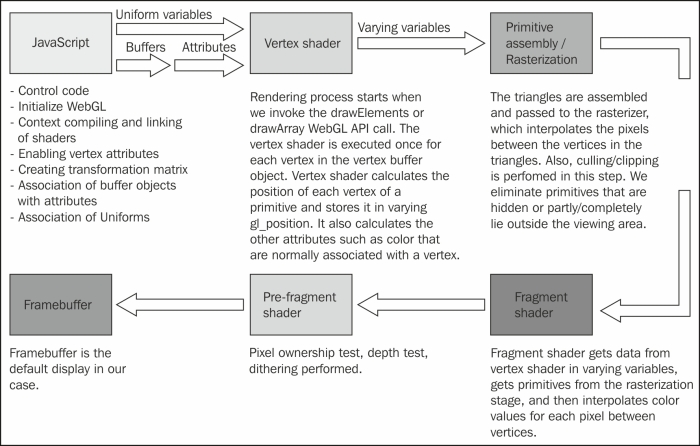 Uniform variables
JavaScript
Buffers
Attributes
Vertex shader
Varying variables
Primitive
assembly /
Rasterization
- Control code
- Initialize WebGL
- Context compiling and linking
of shaders
- Enabling vertex attributes
- Creating transformation matrix
- Association of buffer objects
with attributes
- Association of Uniforms
Rendering process starts when
we invoke the drawElements or
drawArray WebGL API call. The
vertex shader is executed once for
each vertex in the vertex buffer
object. Vertex shader calculates the
position of each vertex of a
primitive and stores it in varying
gl_position. It also calculates the
other attributes such as color that
are normally associated with a vertex.
The triangles are assembled
and passed to the rasterizer,
which interpolates the pixels
between the vertices in the
triangles. Also, culling/clipping
is perfomed in this step. We
eliminate primitives that are
hidden or partly/completely
lie outside the viewing area.
Framebuffer
Pre-fragment
shader
Fragment
shader
Framebuffer is the
default display in our
case.
Pixel ownership test, depth test,
dithering performed.
Fragment shader gets data from
vertex shader in varying variables,
gets primitives from the rasterization
stage, and then interpolates color
values for each pixel between
vertices.